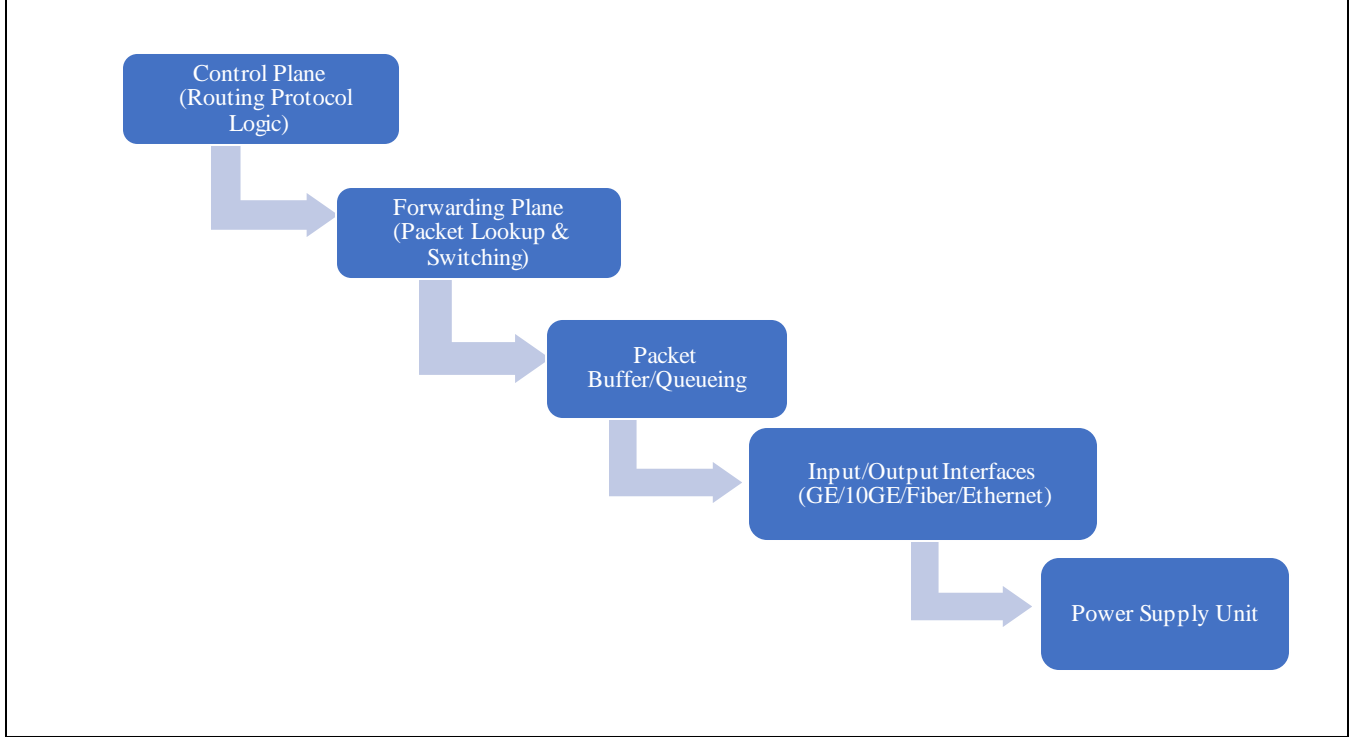 Control Plane
(Routing Protocol
Logic)
Forwarding Plane
(Packet Lookup &
Switching)
Packet
Buffer/Queueing
Input/Output Interfaces
(GE/10GE/Fiber/Ethernet)
Power Supply Unit